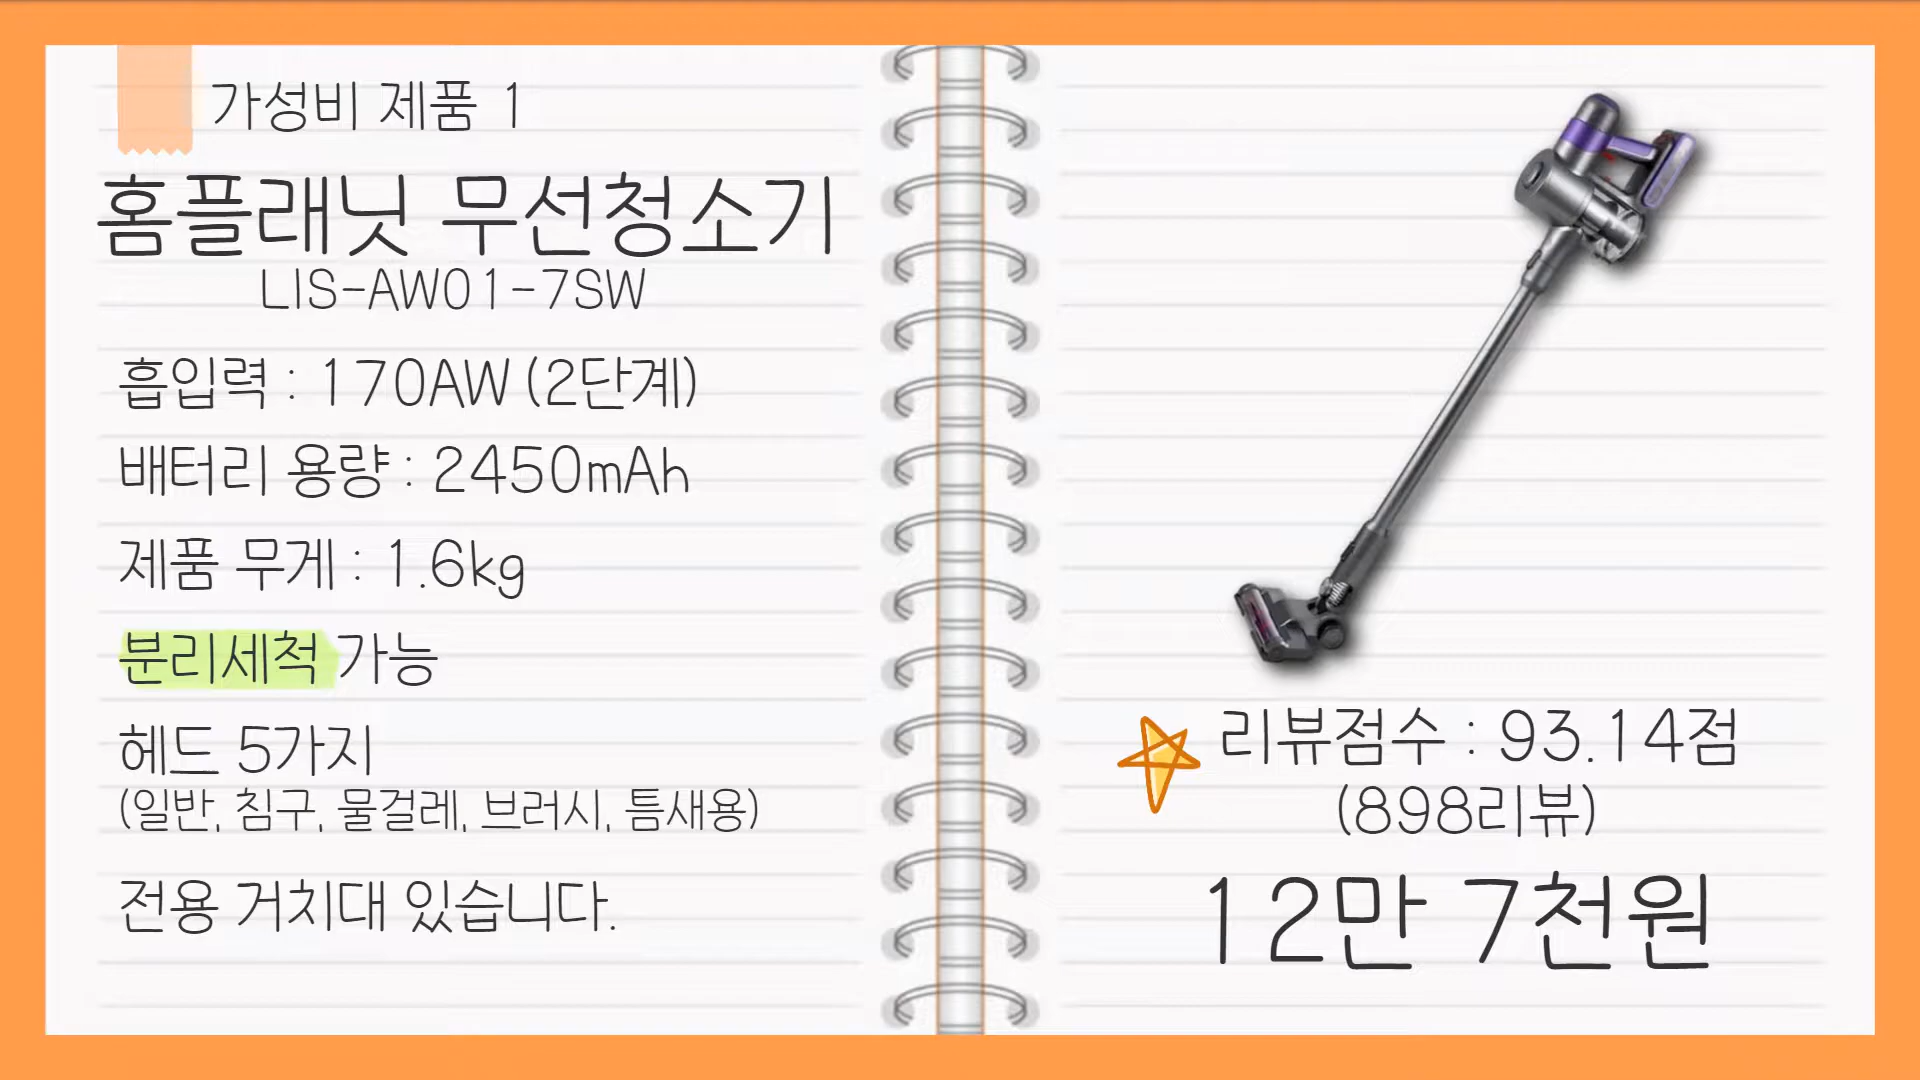 가성비 제품 1
홈플래닛 무선청소기
LIS-AW01-7SW
흡입력 : 170AW (2단계)
배터리 용량 : 2450mAh
제품 무게 : 1.6kg
분리세척 가능
헤드 5가지
(일반, 침구, 물걸레, 브러시, 틈새용)
전용 거치대 있습니다.
리뷰점수 : 93.14점
(898리뷰)
12만 7천원